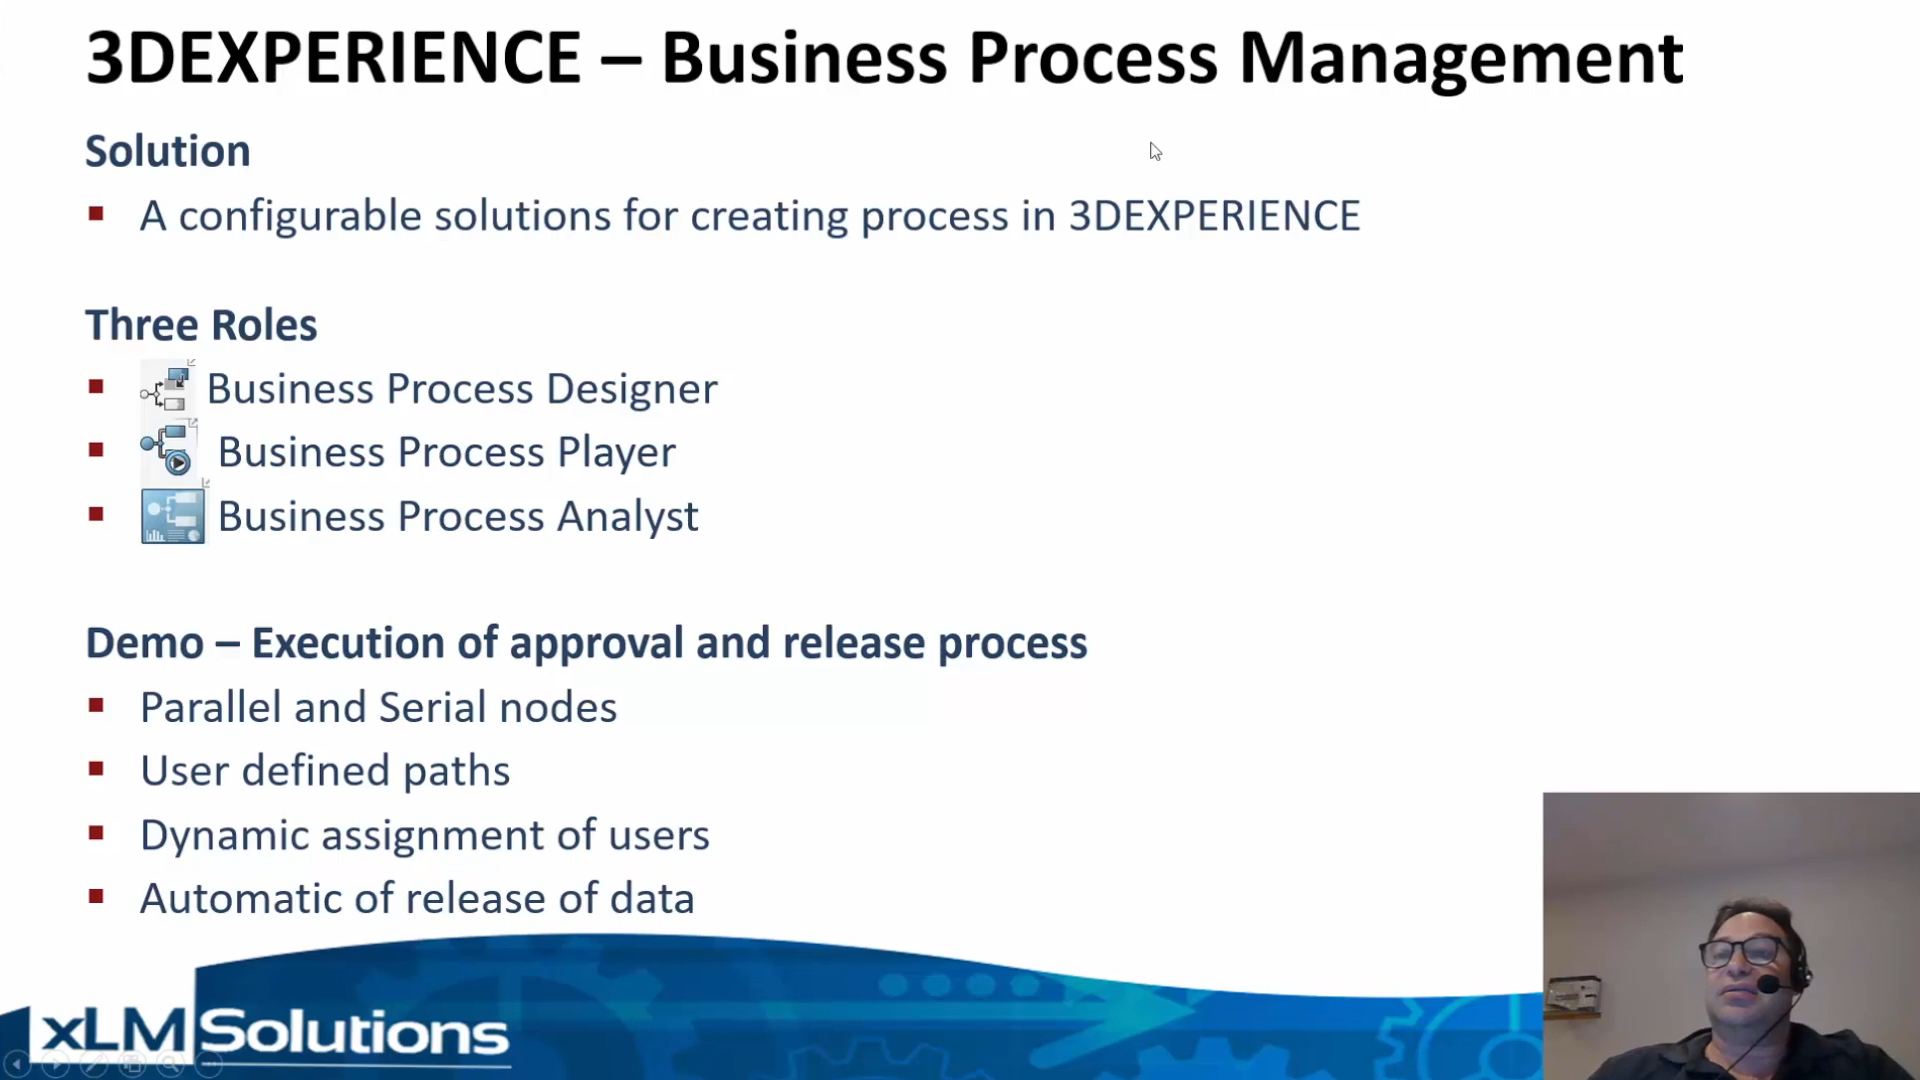 3DEXPERIENCE – Business Process Management
Solution
A configurable solutions for creating process in 3DEXPERIENCE
Three Roles
Business Process Designer
Business Process Player
Business Process Analyst
Demo – Execution of approval and release process
Parallel and Serial nodes
User defined paths
Dynamic assignment of users
Automatic of release of data
xLM Solutions